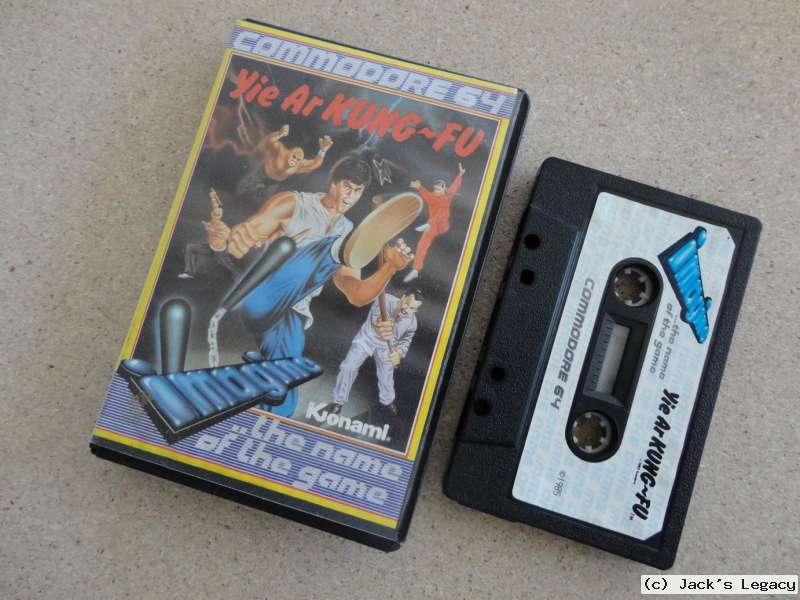 COMMODORE 64
Yie Ar KUNG~FU
imagine
Konami.
...the name
of the game
imagine
...the name
of the game
COMMODORE 64
Yie Ar KUNG~FU
©1985
(c) Jack's Legacy